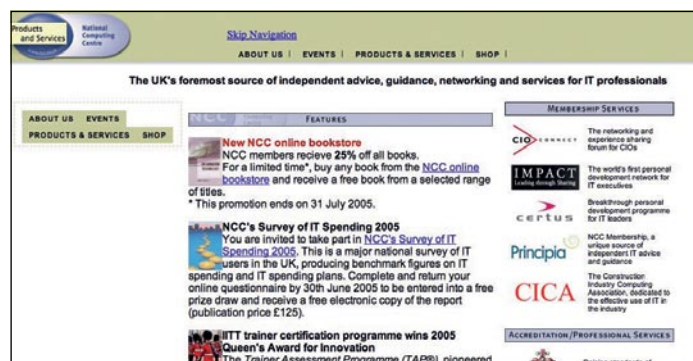 Products
and Services
National
Computing
Centre
Skip Navigation
ABOUT US | EVENTS | PRODUCTS & SERVICES | SHOP |
The UK's foremost source of independent advice, guidance, networking and services for IT professionals
ABOUT US EVENTS
PRODUCTS & SERVICES SHOP
NCC
FEATURES
New NCC online bookstore
NCC members recieve 25% off all books.
For a limited time*, buy any book from the NCC online
bookstore and receive a free book from a selected range
of titles.
* This promotion ends on 31 July 2005.
NCC's Survey of IT Spending 2005
You are invited to take part in NCC's Survey of IT
Spending 2005. This is a major national survey of IT
users in the UK, producing benchmark figures on IT
spending and IT spending plans. Complete and return your
online questionnaire by 30th June 2005 to be entered into a free
prize draw and receive a free electronic copy of the report
(publication price £125).
IITT trainer certification programme wins 2005
Queen's Award for Innovation
The Trainer Assessment Programme (TAP®), pioneered
MEMBERSHIP SERVICES
CIO CONNECT
The networking and
experience sharing
forum for CIOs
IMPACT
Leading through Sharing
The world's first personal
development network for
IT executives
certus
Breakthrough personal
development programme
for IT leaders
Principia
NCC Membership, a
unique source of
independent IT advice
and guidance
CICA
The Construction
Industry Computing
Association, dedicated to
the effective use of IT in
the industry
ACCREDITATION/PROFESSIONAL SERVICES